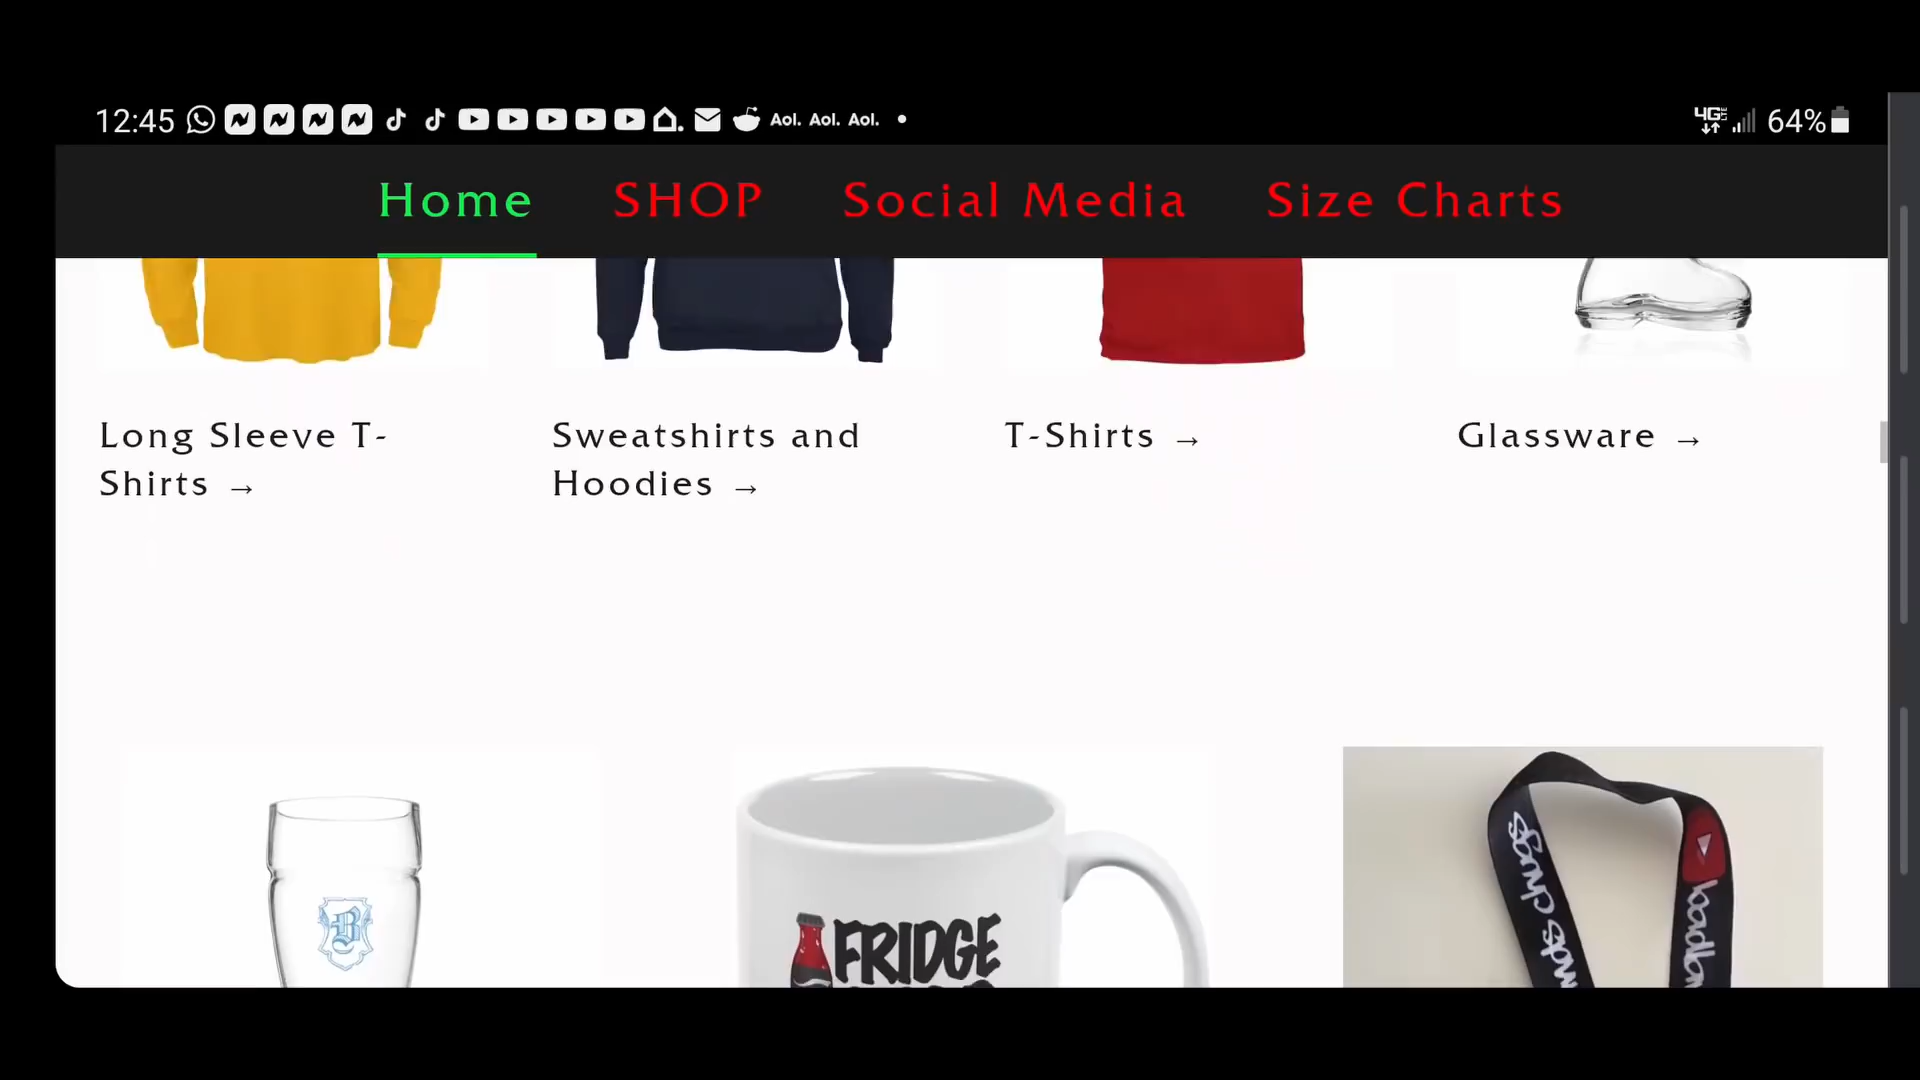 12:45 Aol. Aol. Aol. 4G 64%
Home SHOP Social Media Size Charts
Long Sleeve T-
Shirts →
Sweatshirts and
Hoodies →
T-Shirts →
Glassware →
B
FRIDGE